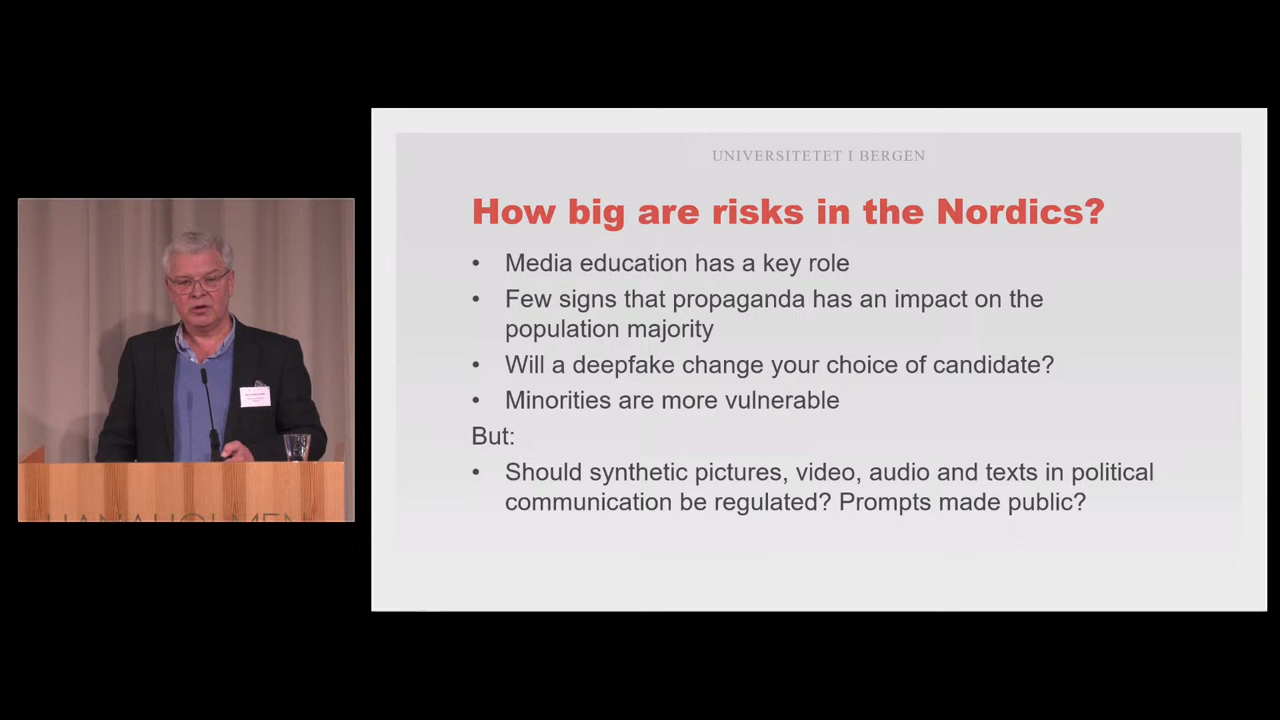 UNIVERSITETET I BERGEN
How big are risks in the Nordics?
• Media education has a key role
• Few signs that propaganda has an impact on the
population majority
• Will a deepfake change your choice of candidate?
• Minorities are more vulnerable
But:
• Should synthetic pictures, video, audio and texts in political
communication be regulated? Prompts made public?
HANAHOLMEN